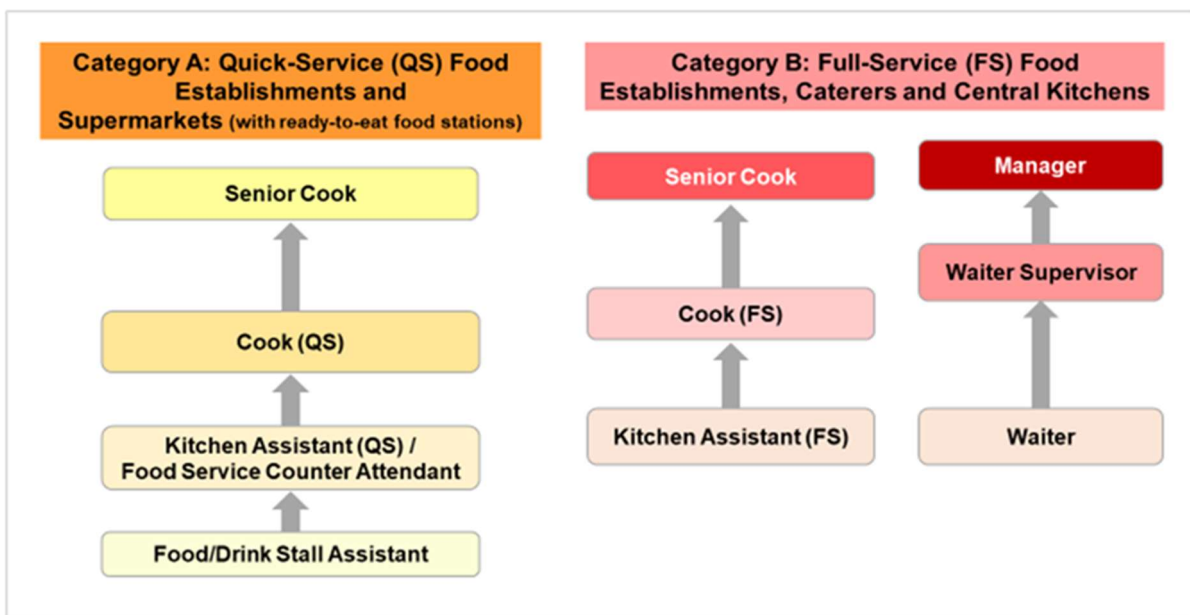 Category A: Quick-Service (QS) Food
Establishments and
Supermarkets (with ready-to-eat food stations)
Senior Cook
Cook (QS)
Kitchen Assistant (QS) /
Food Service Counter Attendant
Food/Drink Stall Assistant
Category B: Full-Service (FS) Food
Establishments, Caterers and Central Kitchens
Senior Cook
Cook (FS)
Kitchen Assistant (FS)
Manager
Waiter Supervisor
Waiter